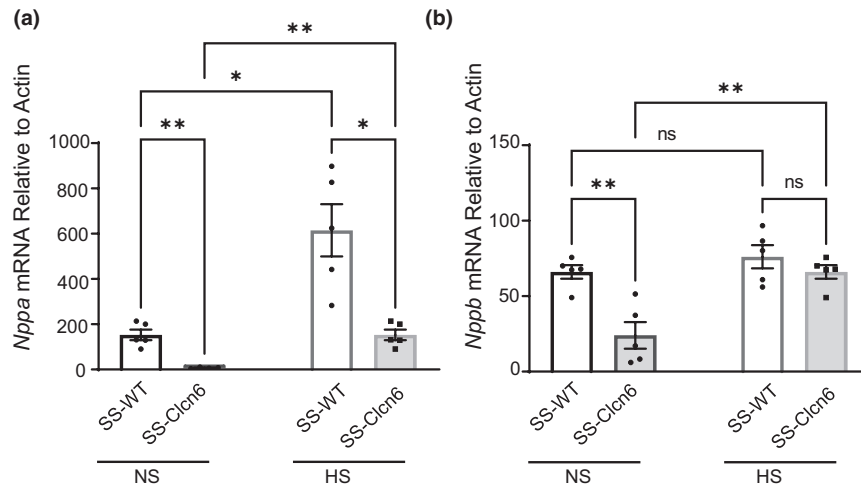 (a)
**
*
**
*
Nppa mRNA Relative to Actin
1000
800
600
400
200
0
SS-WT
SS-Clcn6
SS-WT
SS-Clcn6
NS
HS
(b)
**
ns
**
ns
Nppb mRNA Relative to Actin
150
100
50
0
SS-WT
SS-Clcn6
SS-WT
SS-Clcn6
NS
HS